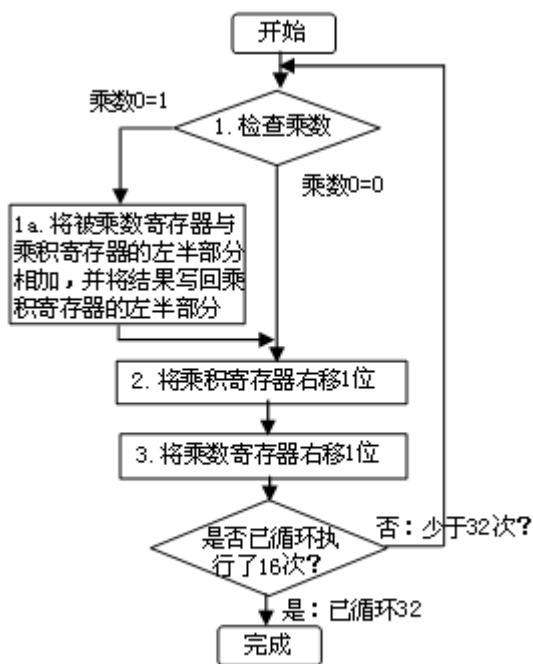 开始
乘数0=1
1.检查乘数
乘数0=0
1a.将被乘数寄存器与
乘积寄存器的左半部分
相加，并将结果写回乘
积寄存器的左半部分
2.将乘积寄存器右移1位
3.将乘数寄存器右移1位
是否已循环执
行了16次?
否：少于32次?
是：已循环32
完成